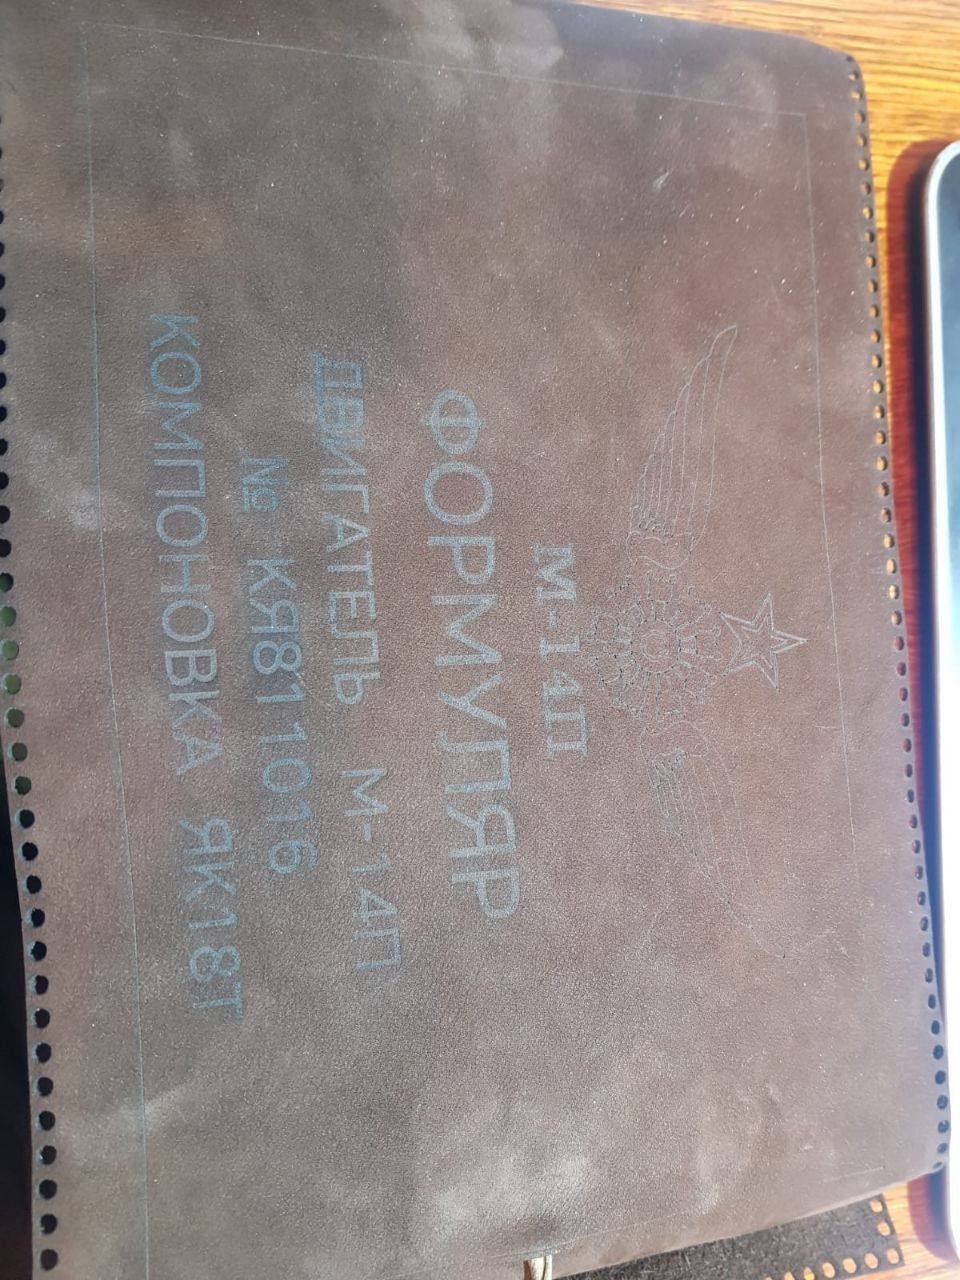 М-14П
ФОРМУЛЯР
ДВИГАТЕЛЬ М-14П
№ КЯ811016
КОМПОНОВКА ЯК18Т